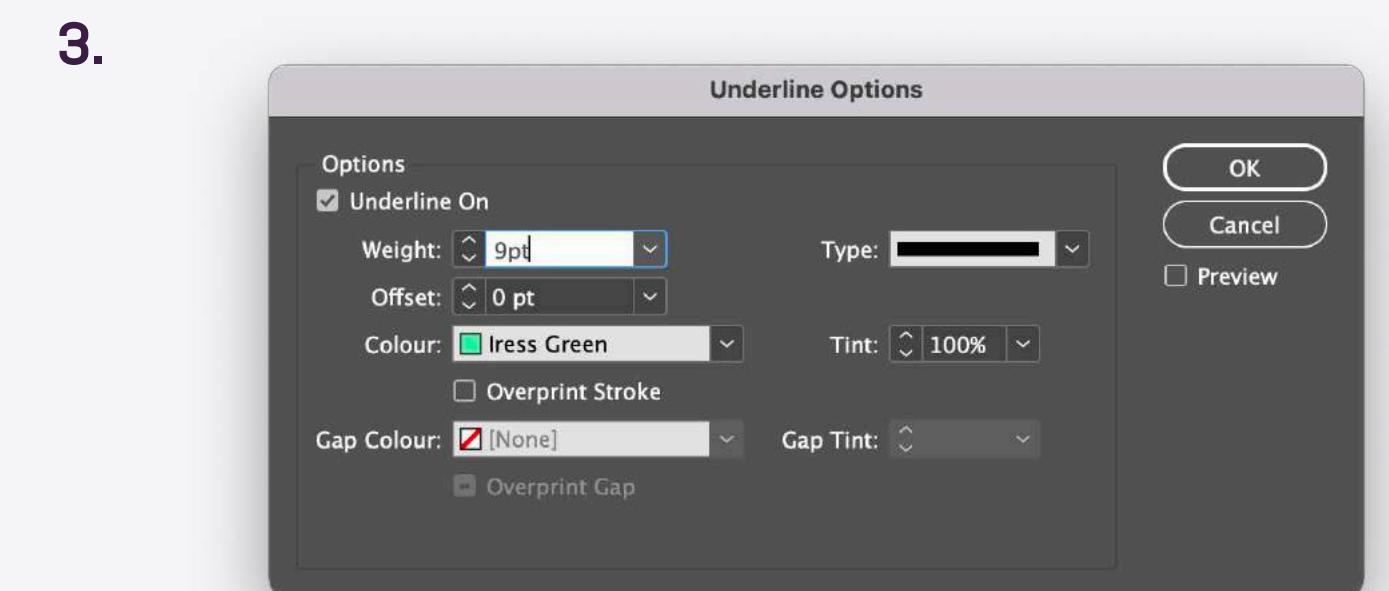 3.
Underline Options
Options
OK
Underline On
Cancel
Weight: 9pt Type:
Preview
Offset: 0 pt
Colour: Iress Green Tint: 100%
Overprint Stroke
Gap Colour: [None] Gap Tint:
Overprint Gap